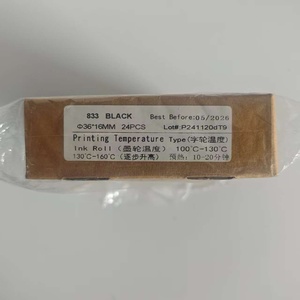 833 BLACK Best Before:05/2026
Φ36*16MM 24PCS Lot#:P241120dT9
Printing Temperature Type(字轮温度)
Ink Roll (墨轮温度) 100℃-130℃
130℃-160℃ (逐步升高) 预热: 10-20分钟